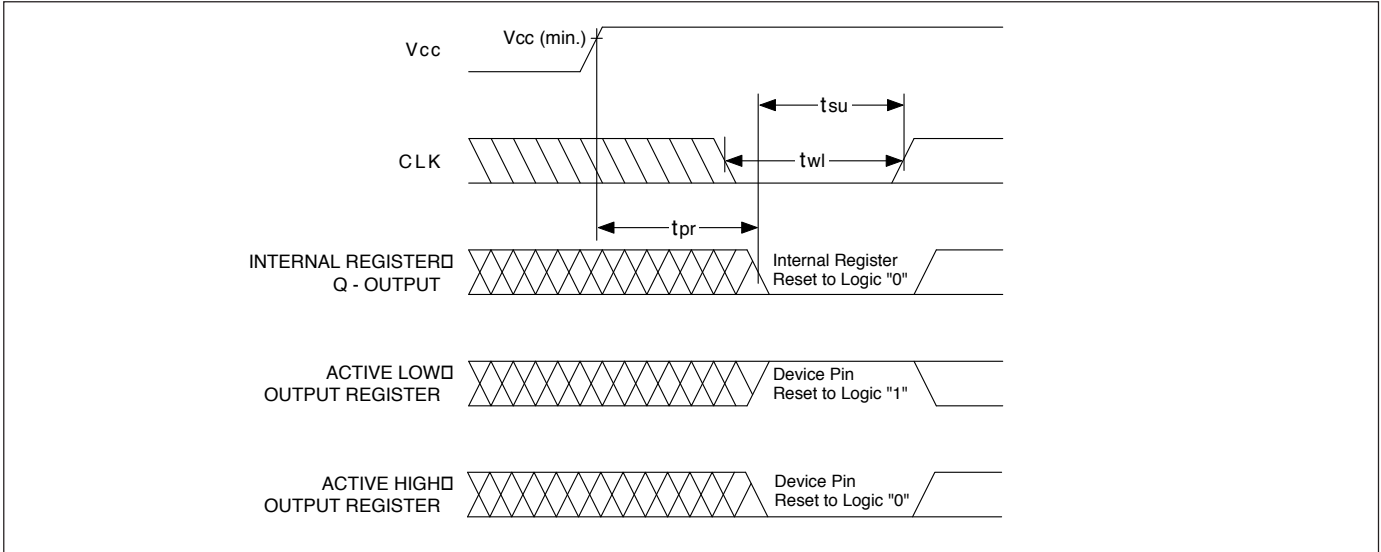 Vcc
Vcc (min.)
tsu
CLK
twl
tpr
INTERNAL REGISTER□
Q - OUTPUT
Internal Register
Reset to Logic "0"
ACTIVE LOW□
OUTPUT REGISTER
Device Pin
Reset to Logic "1"
ACTIVE HIGH□
OUTPUT REGISTER
Device Pin
Reset to Logic "0"